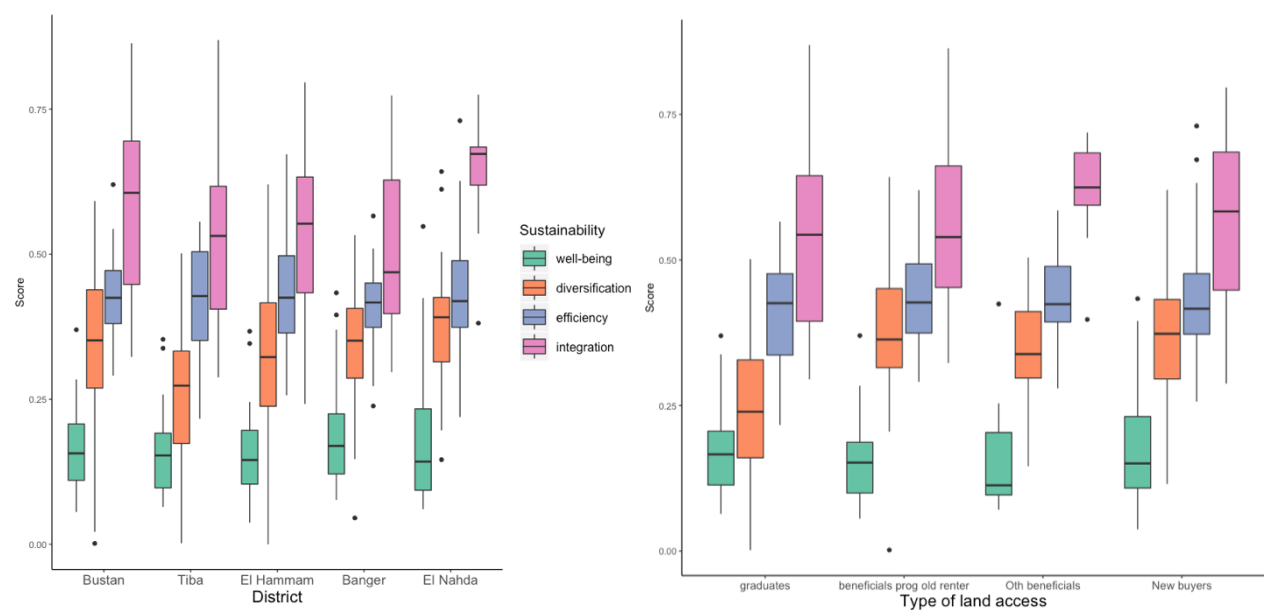 0.75
0.50
0.25
0.00
Score
Bustan Tiba El Hammam Banger El Nahda
District
Sustainability
well-being
diversification
efficiency
integration
0.75
0.50
0.25
0.00
Score
graduates beneficials prog old renter Oth beneficials New buyers
Type of land access